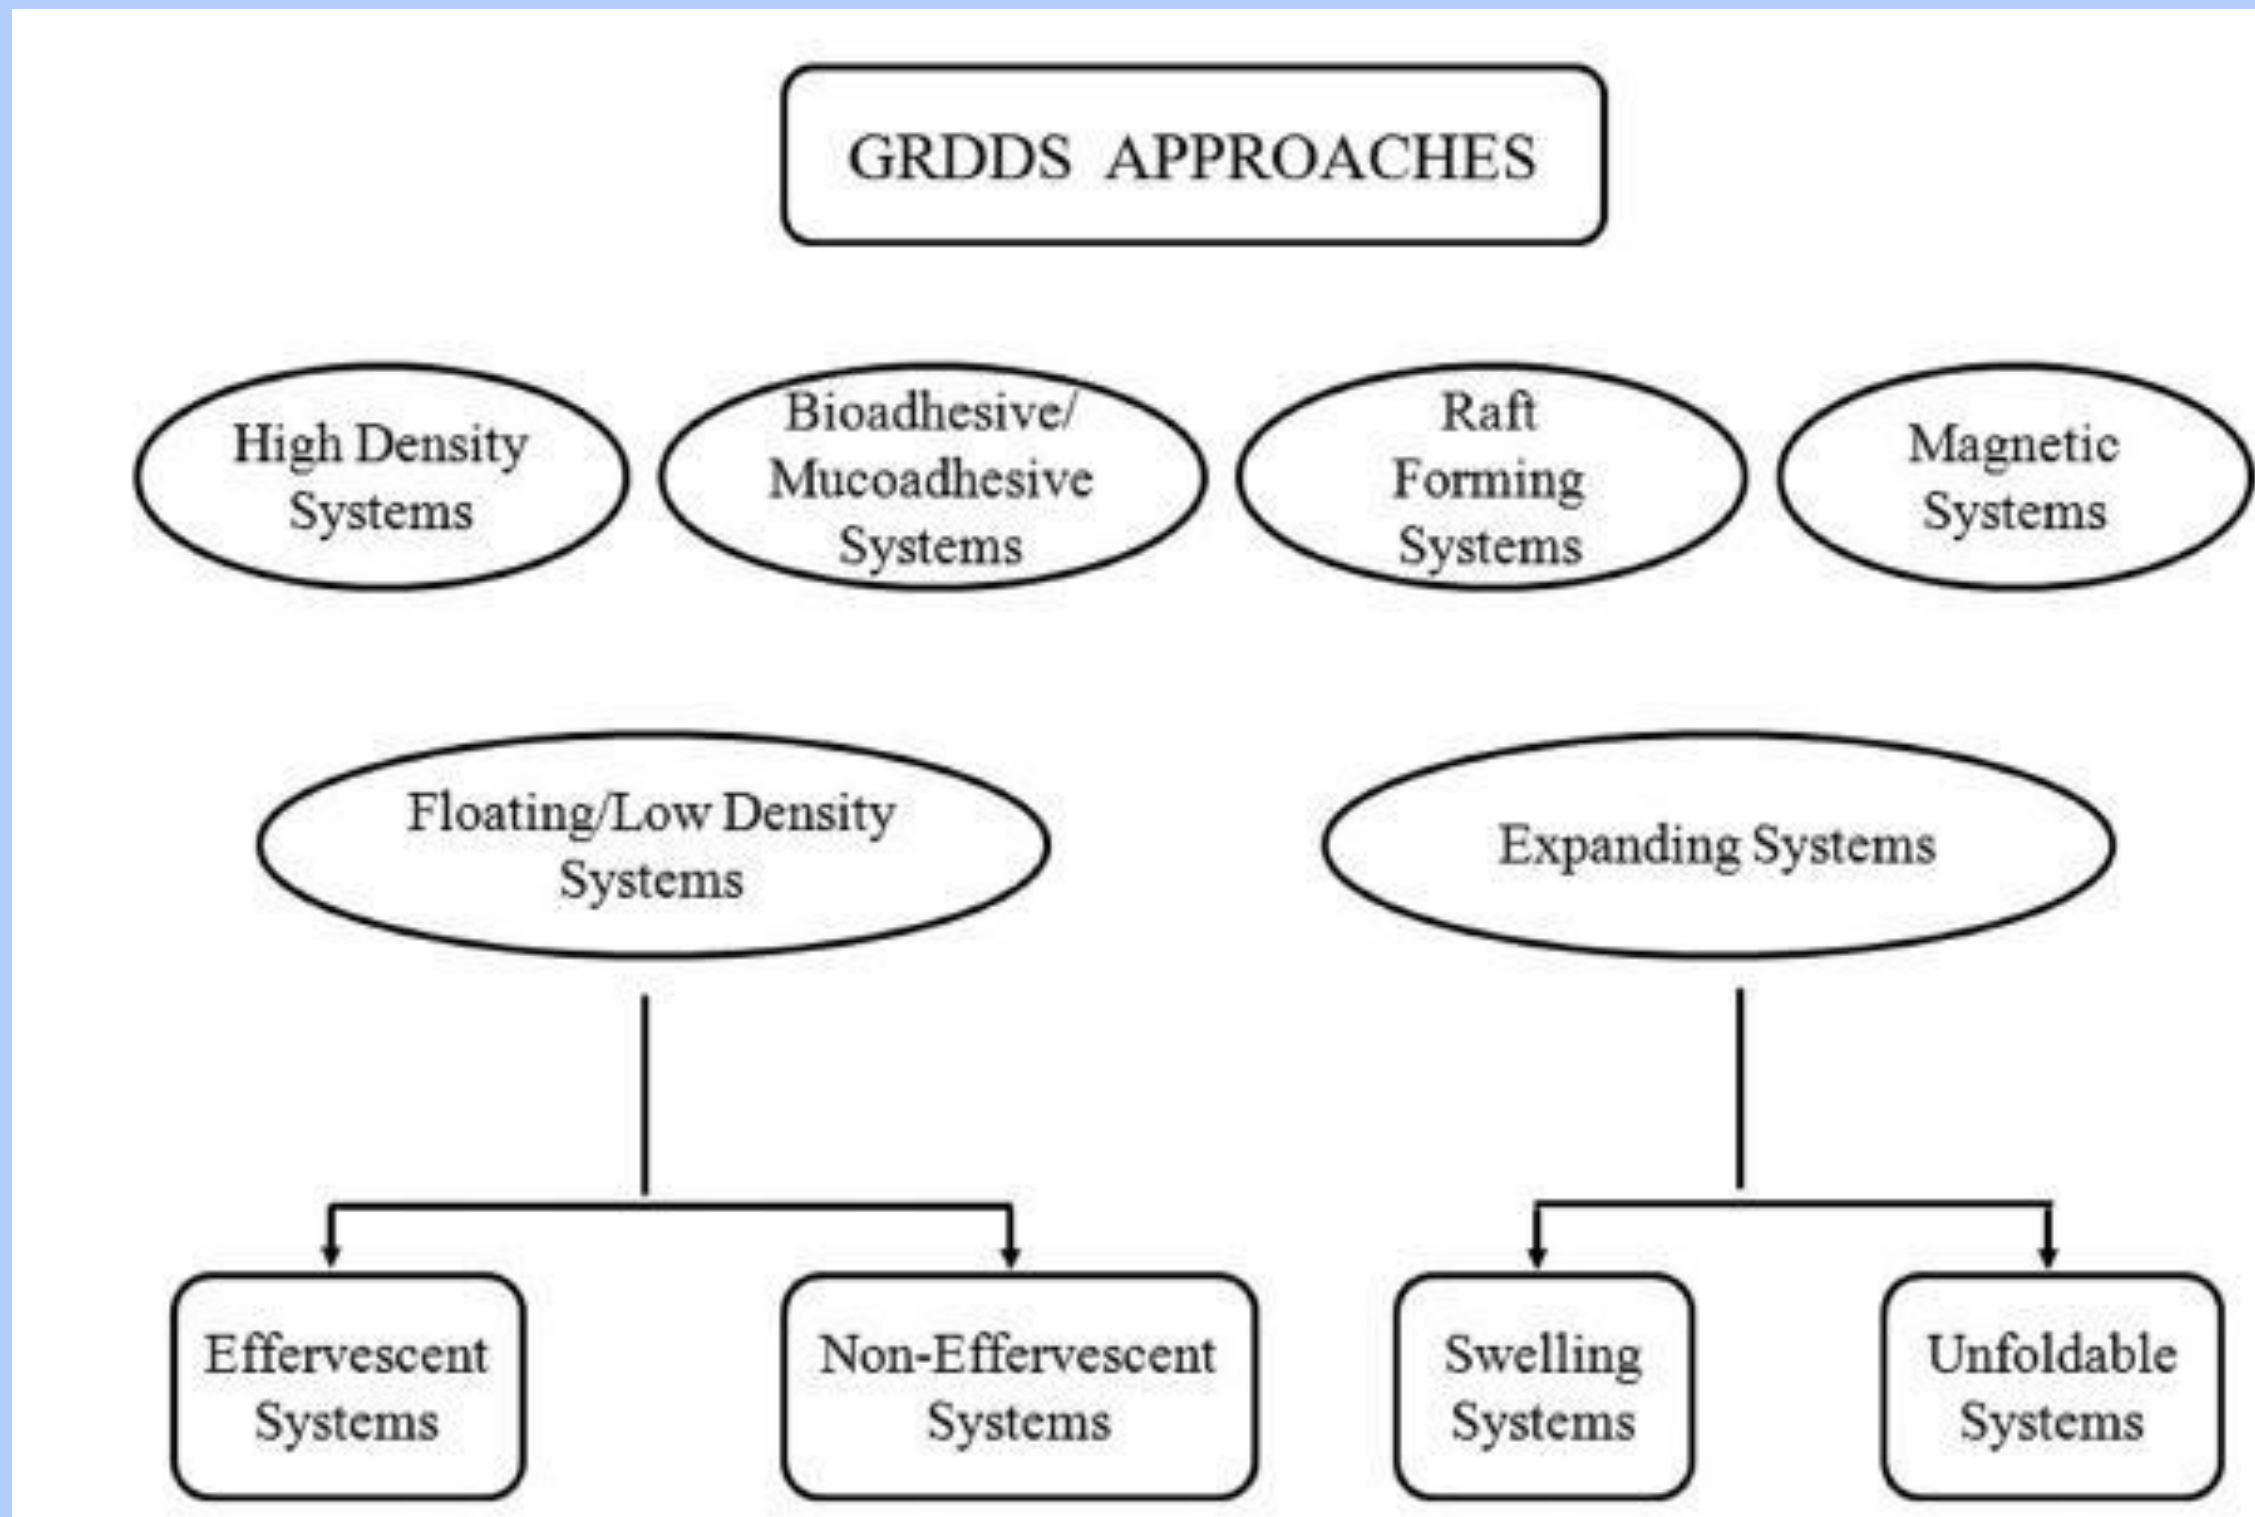 GRDDS APPROACHES
High Density
Systems
Bioadhesive/
Mucoadhesive
Systems
Raft
Forming
Systems
Magnetic
Systems
Floating/Low Density
Systems
Expanding Systems
Effervescent
Systems
Non-Effervescent
Systems
Swelling
Systems
Unfoldable
Systems